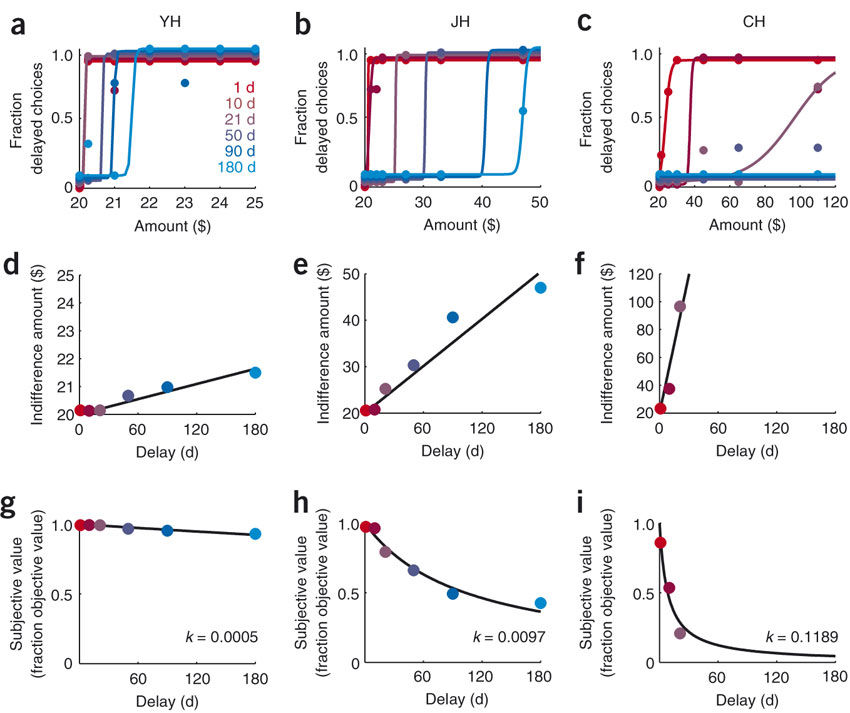 a
YH
b
JH
c
CH
Fraction
delayed choices
1.0
0.5
0
1 d
10 d
21 d
50 d
90 d
180 d
20 21 22 23 24 25
Amount ($)
Fraction
delayed choices
1.0
0.5
0
20 30 40 50
Amount ($)
Fraction
delayed choices
1.0
0.5
0
20 40 60 80 100 120
Amount ($)
d
Indifference amount ($)
25
24
23
22
21
20
0 60 120 180
Delay (d)
e
Indifference amount ($)
50
40
30
20
0 60 120 180
Delay (d)
f
Indifference amount ($)
120
100
80
60
40
20
0 60 120 180
Delay (d)
g
Subjective value
(fraction objective value)
1.0
0.5
0
k = 0.0005
0 60 120 180
Delay (d)
h
Subjective value
(fraction objective value)
1.0
0.5
0
k = 0.0097
0 60 120 180
Delay (d)
i
Subjective value
(fraction objective value)
1.0
0.5
0
k = 0.1189
0 60 120 180
Delay (d)